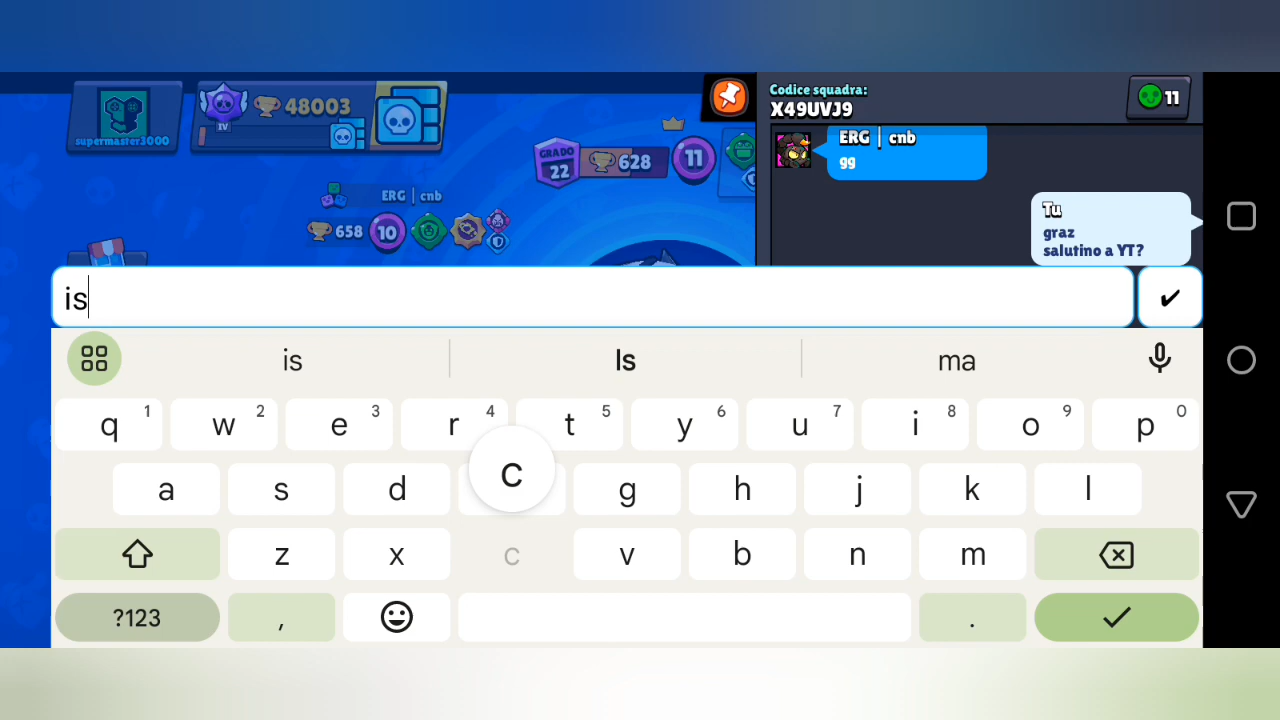 supermaster3000
IV
48003
GRADO
22
628
11
ERG | cnb
658
10
Codice squadra:
X49UVJ9
11
ERG | cnb
gg
Tu
graz
salutino a YT?
is
is Is ma
q 1 w 2 e 3 r 4 t 5 y 6 u 7 i 8 o 9 p 0
a s d c g h j k l
z x c v b n m
?123 , .